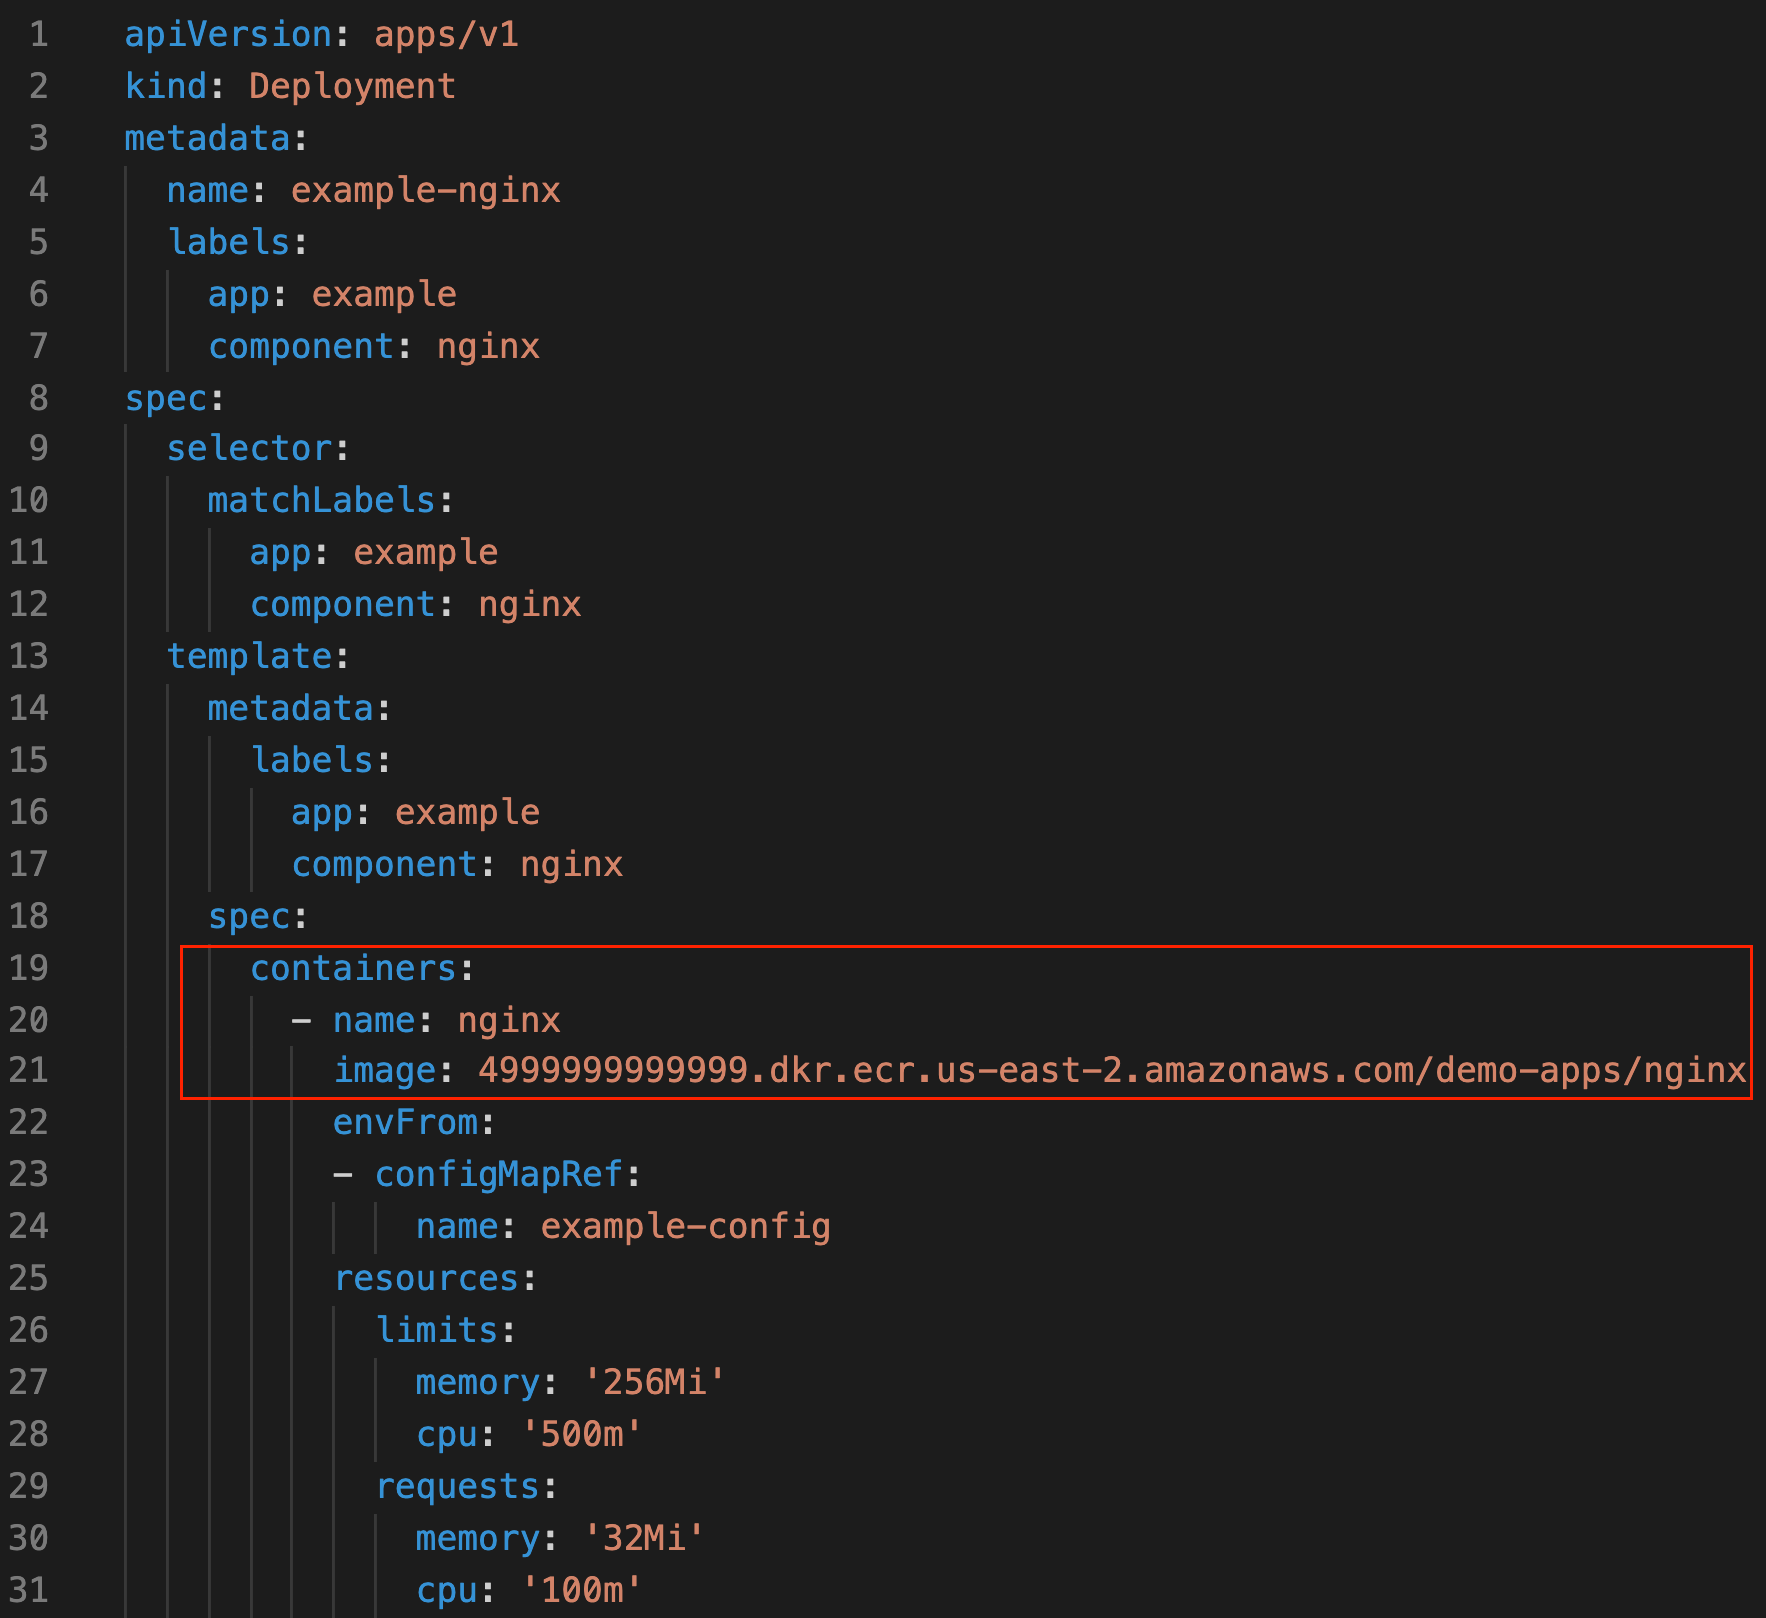 1 apiVersion: apps/v1
2 kind: Deployment
3 metadata:
4 name: example-nginx
5 labels:
6 app: example
7 component: nginx
8 spec:
9 selector:
10 matchLabels:
11 app: example
12 component: nginx
13 template:
14 metadata:
15 labels:
16 app: example
17 component: nginx
18 spec:
19 containers:
20 - name: nginx
21 image: 4999999999999.dkr.ecr.us-east-2.amazonaws.com/demo-apps/nginx
22 envFrom:
23 - configMapRef:
24 name: example-config
25 resources:
26 limits:
27 memory: '256Mi'
28 cpu: '500m'
29 requests:
30 memory: '32Mi'
31 cpu: '100m'